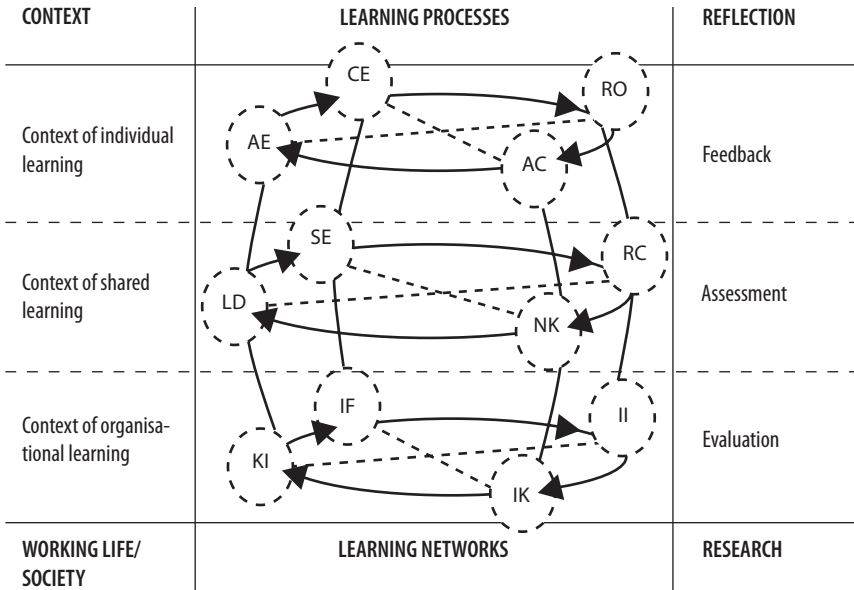 CONTEXT
LEARNING PROCESSES
REFLECTION
CE
RO
Context of individual
learning
AE
AC
Feedback
SE
RC
Context of shared
learning
LD
NK
Assessment
IF
II
Context of organisa-
tional learning
KI
IK
Evaluation
WORKING LIFE/
SOCIETY
LEARNING NETWORKS
RESEARCH